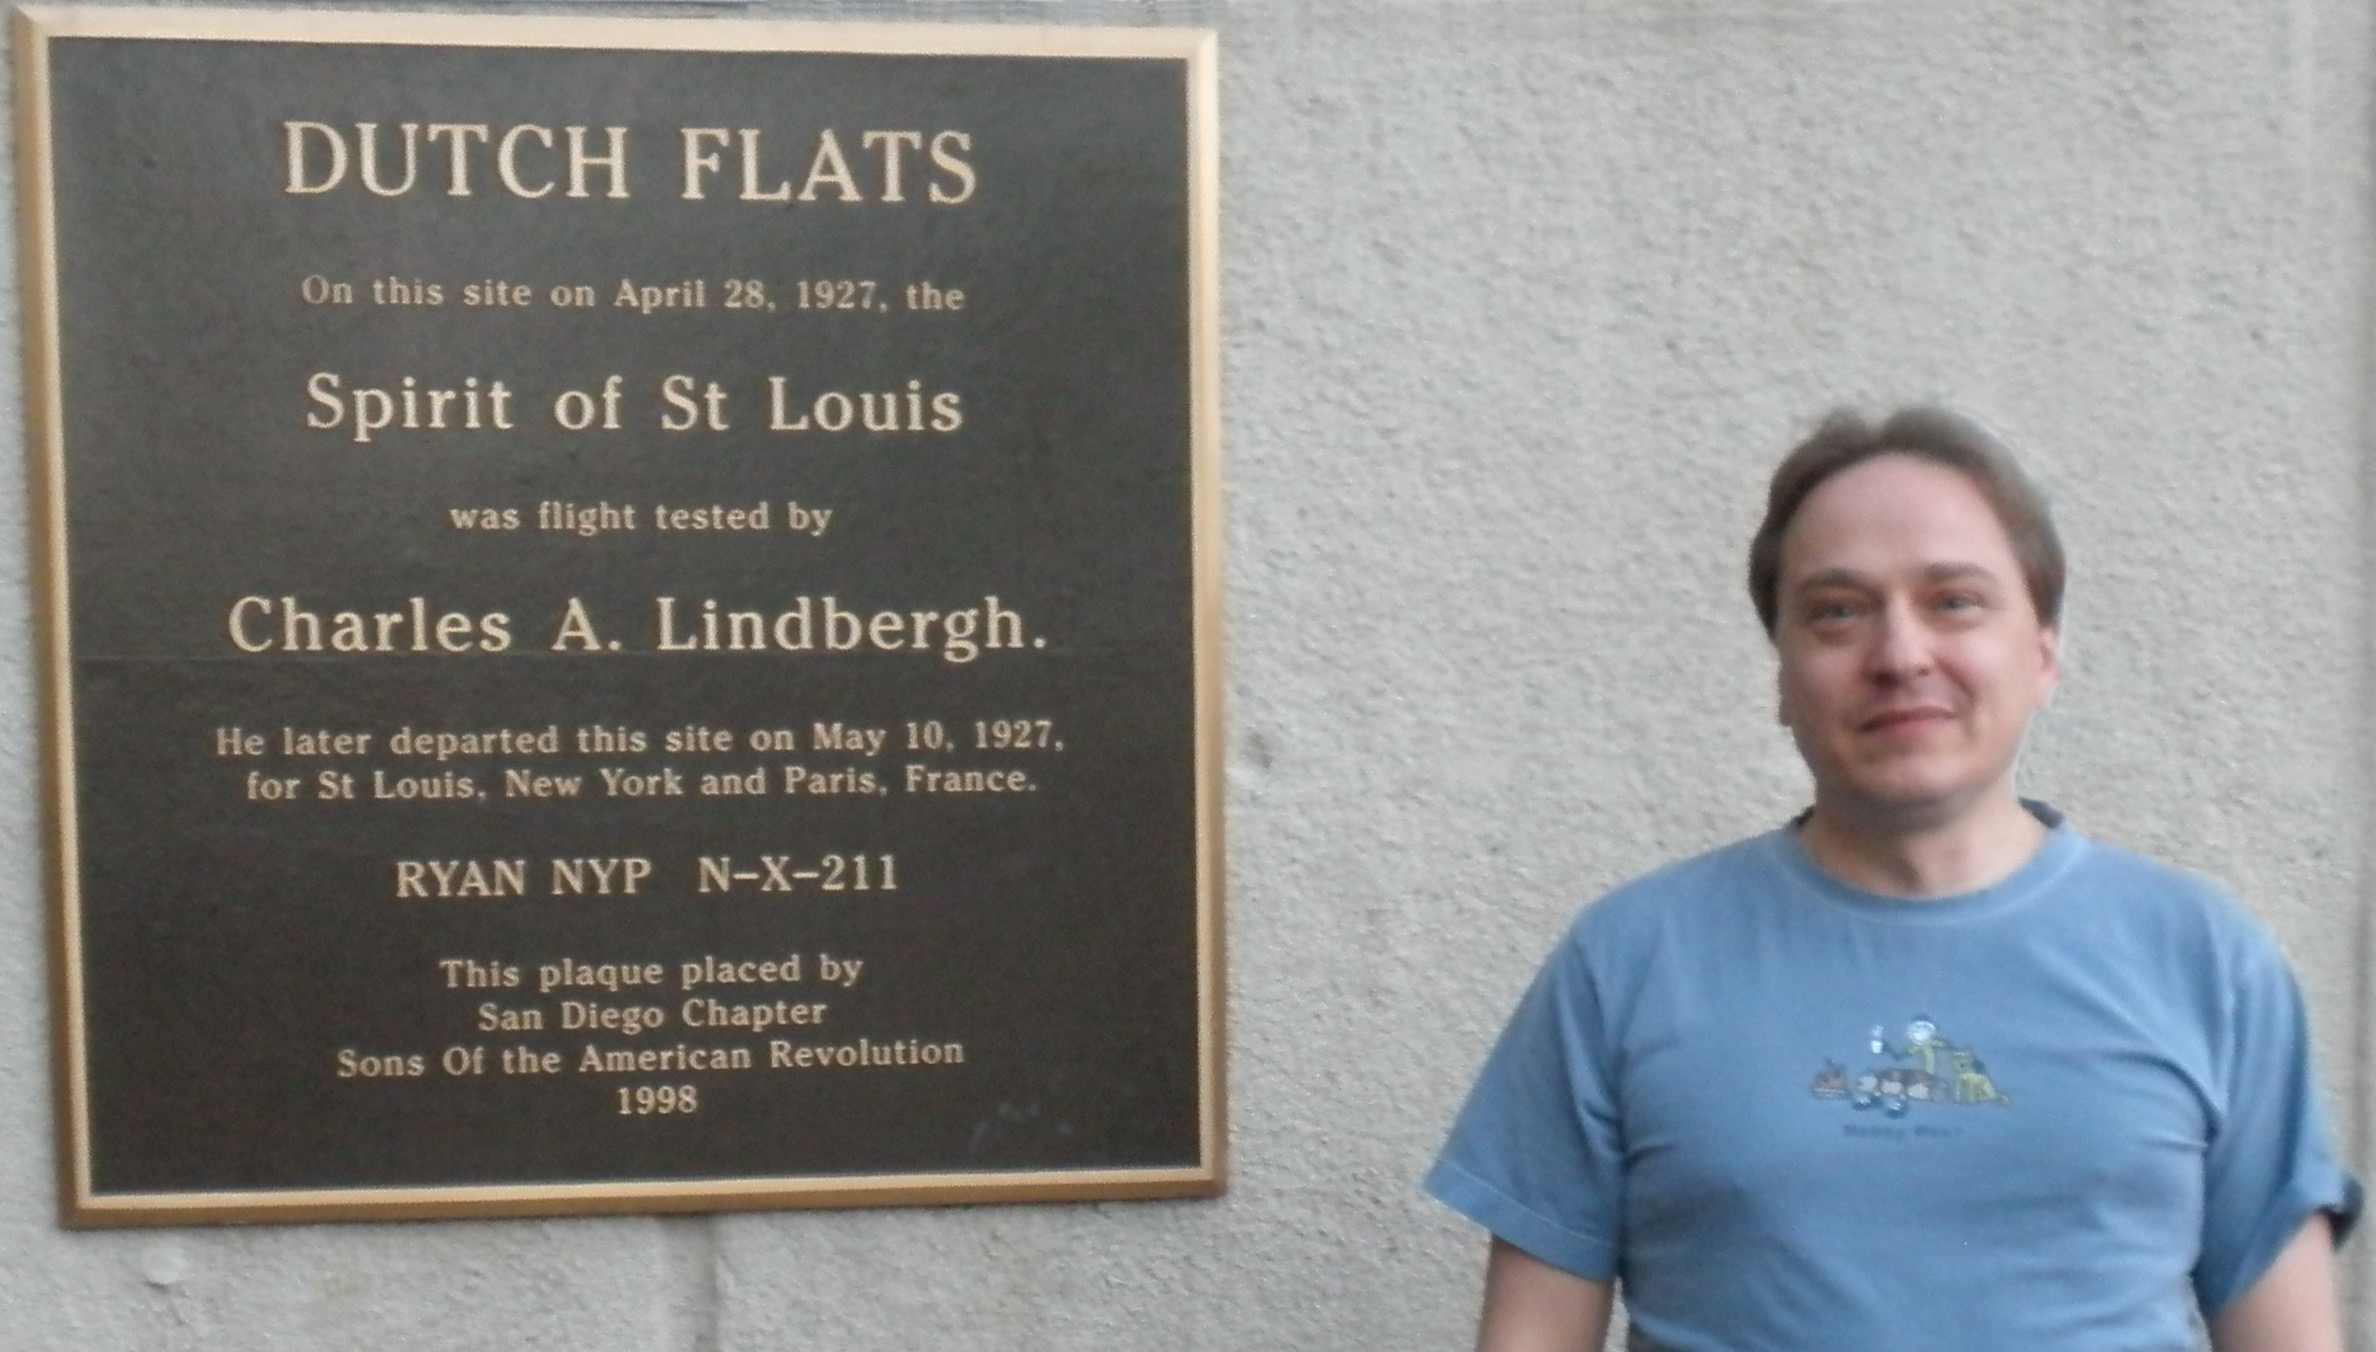 DUTCH FLATS
On this site on April 28, 1927, the
Spirit of St Louis
was flight tested by
Charles A. Lindbergh.
He later departed this site on May 10, 1927,
for St Louis, New York and Paris, France.
RYAN NYP N-X-211
This plaque placed by
San Diego Chapter
Sons Of the American Revolution
1998